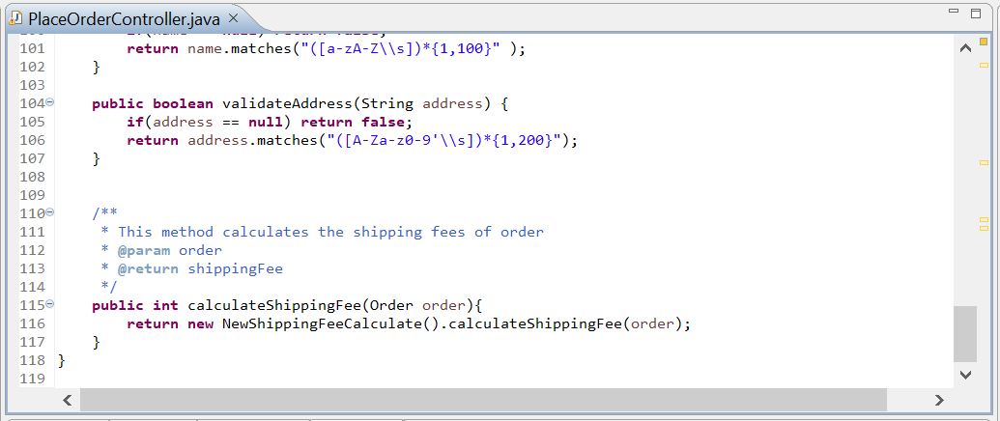 PlaceOrderController.java
101 return name.matches("([a-zA-Z\\s])*{1,100}" );
102 }
103
104 public boolean validateAddress(String address) {
105 if(address == null) return false;
106 return address.matches("([A-Za-z0-9'\\s])*{1,200}");
107 }
108
109
110 /**
111 * This method calculates the shipping fees of order
112 * @param order
113 * @return shippingFee
114 */
115 public int calculateShippingFee(Order order){
116 return new NewShippingFeeCalculate().calculateShippingFee(order);
117 }
118 }
119